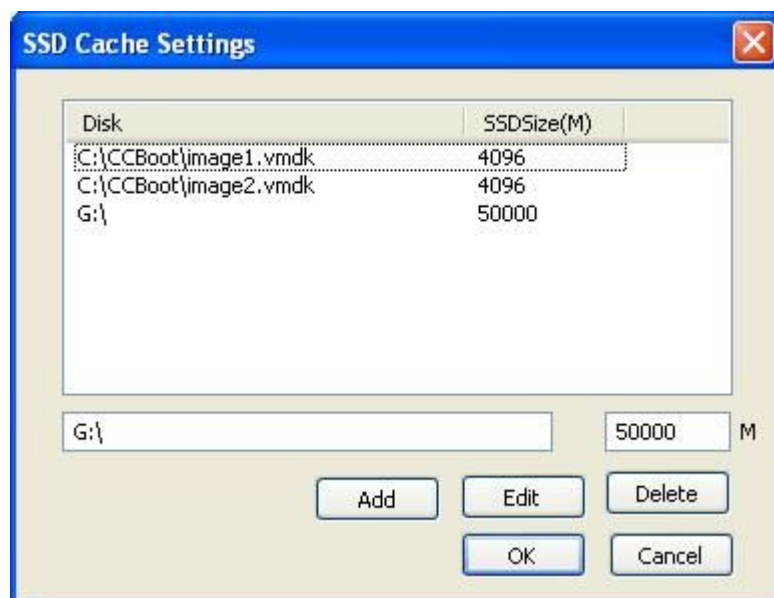 SSD Cache Settings
Disk SSDSize(M)
C:\CCBoot\image1.vmdk 4096
C:\CCBoot\image2.vmdk 4096
G:\ 50000
G:\ 50000 M
Add Edit Delete
OK Cancel